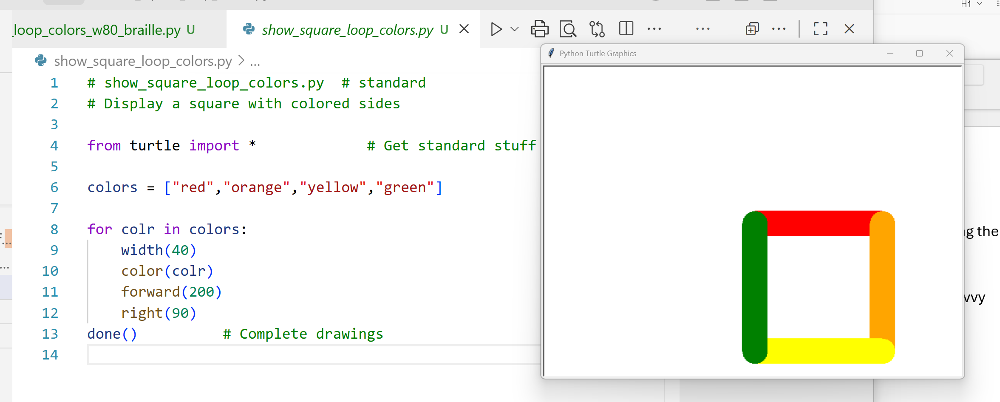 H1
loop_colors_w80_braille.py U
show_square_loop_colors.py U
show_square_loop_colors.py > ...
1 # show_square_loop_colors.py  # standard
2 # Display a square with colored sides
3
4 from turtle import *             # Get standard stuff
5
6 colors = ["red","orange","yellow","green"]
7
8 for colr in colors:
9     width(40)
10     color(colr)
11     forward(200)
12     right(90)
13 done()          # Complete drawings
14
Python Turtle Graphics
the
vvy